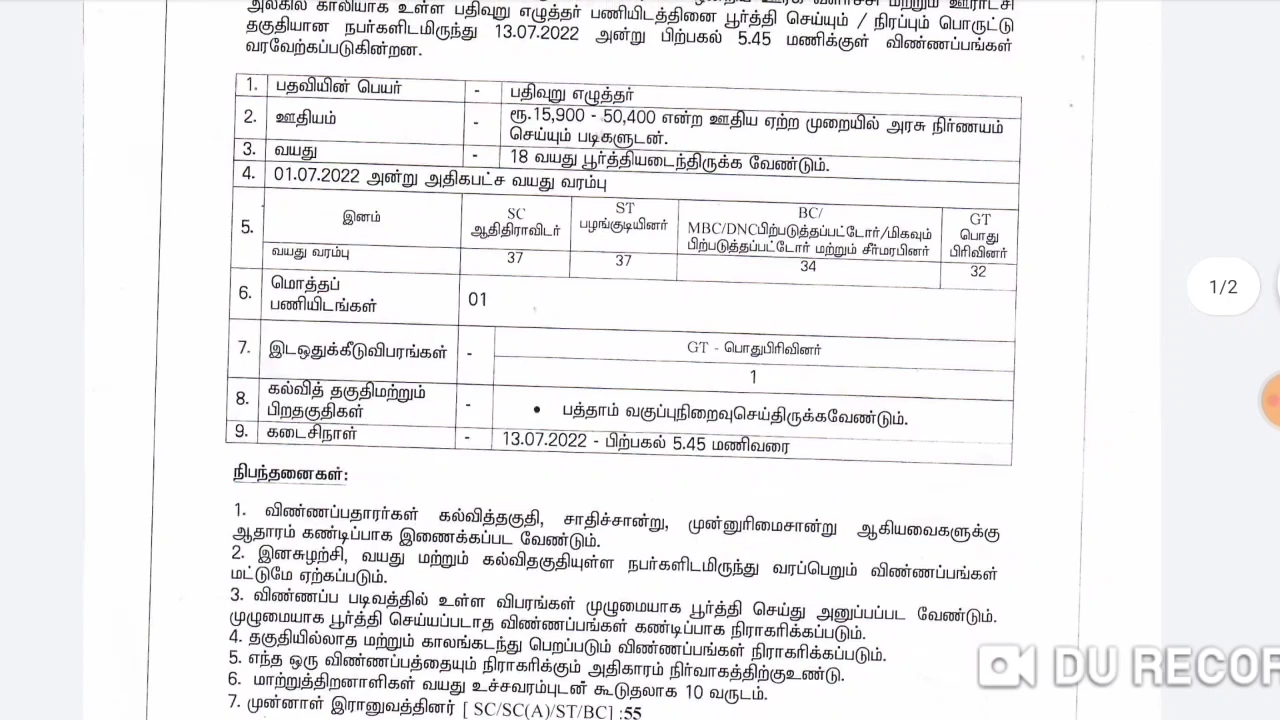 அலகில் காலியாக உள்ள பதிவுறு எழுத்தர் பணியிடத்தினை பூர்த்தி செய்யும் / நிரப்பும் பொருட்டு
தகுதியான நபர்களிடமிருந்து 13.07.2022 அன்று பிற்பகல் 5.45 மணிக்குள் விண்ணப்பங்கள்
வரவேற்கப்படுகின்றன.
1. பதவியின் பெயர் - பதிவுறு எழுத்தர்
2. ஊதியம் - ரூ.15,900 - 50,400 என்ற ஊதிய ஏற்ற முறையில் அரசு நிர்ணயம்
செய்யும் படிகளுடன்.
3. வயது - 18 வயது பூர்த்தியடைந்திருக்க வேண்டும்.
4. 01.07.2022 அன்று அதிகபட்ச வயது வரம்பு
5. இனம் SC ஆதிதிராவிடர் ST பழங்குடியினர் BC/ MBC/DNCபிற்படுத்தப்பட்டோர்/மிகவும் பிற்படுத்தப்பட்டோர் மற்றும் சீர்மரபினர் GT பொது பிரிவினர்
வயது வரம்பு 37 37 34 32
6. மொத்தப்
பணியிடங்கள் 01
7. இடஒதுக்கீடுவிபரங்கள் - GT - பொதுபிரிவினர்
1
8. கல்வித் தகுதிமற்றும்
பிறதகுதிகள் - • பத்தாம் வகுப்புநிறைவுசெய்திருக்கவேண்டும்.
9. கடைசிநாள் - 13.07.2022 - பிற்பகல் 5.45 மணிவரை
நிபந்தனைகள்:
1. விண்ணப்பதாரர்கள் கல்வித்தகுதி, சாதிச்சான்று, முன்னுரிமைசான்று ஆகியவைகளுக்கு
ஆதாரம் கண்டிப்பாக இணைக்கப்பட வேண்டும்.
2. இனசுழற்சி, வயது மற்றும் கல்விதகுதியுள்ள நபர்களிடமிருந்து வரப்பெறும் விண்ணப்பங்கள்
மட்டுமே ஏற்கப்படும்.
3. விண்ணப்ப படிவத்தில் உள்ள விபரங்கள் முழுமையாக பூர்த்தி செய்து அனுப்பப்பட வேண்டும்.
முழுமையாக பூர்த்தி செய்யப்படாத விண்ணப்பங்கள் கண்டிப்பாக நிராகரிக்கப்படும்.
4. தகுதியில்லாத மற்றும் காலங்கடந்து பெறப்படும் விண்ணப்பங்கள் நிராகரிக்கப்படும்.
5. எந்த ஒரு விண்ணப்பத்தையும் நிராகரிக்கும் அதிகாரம் நிர்வாகத்திற்குஉண்டு.
6. மாற்றுத்திறனாளிகள் வயது உச்சவரம்புடன் கூடுதலாக 10 வருடம்.
7. முன்னாள் இராணுவத்தினர் [ SC/SC(A)/ST/BC] :55
1/2
DU RECOR